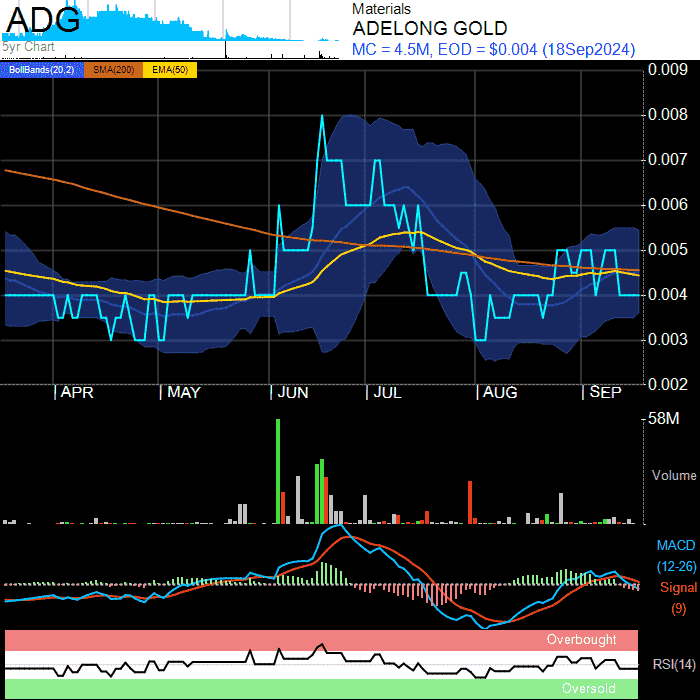 ADG
5yr Chart
Materials
ADELONG GOLD
MC = 4.5M, EOD = $0.004 (18Sep2024)
BollBands(20,2) SMA(200) EMA(50)
0.009
0.008
0.007
0.006
0.005
0.004
0.003
0.002
APR MAY JUN JUL AUG SEP
58M
Volume
MACD
(12-26)
Signal
(9)
Overbought
RSI(14)
Oversold